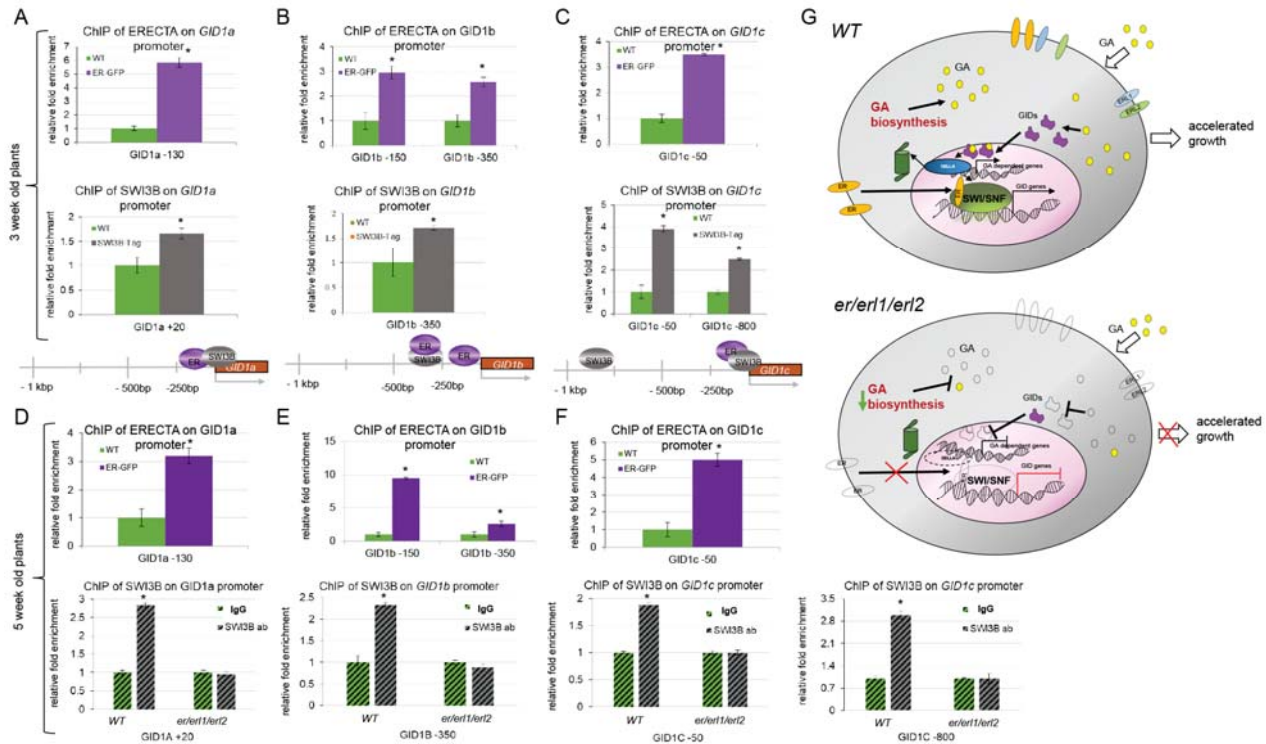 A
ChIP of ERECTA on GID1a
promoter
relative fold enrichment
7
6
5
4
3
2
1
0
WT
ER-GFP
*
GID1a -130
B
ChIP of ERECTA on GID1b
promoter
relative fold enrichment
4
3
2
1
0
WT
ER-GFP
*
*
GID1b -150
GID1b -350
C
ChIP of ERECTA on GID1c
promoter
relative fold enrichment
4
3
2
1
0
WT
ER-GFP
*
GID1c -50
3 week old plants
ChIP of SWI3B on GID1a
promoter
relative fold enrichment
2
1.5
1
0.5
0
WT
SWI3B-Tag
*
GID1a +20
ChIP of SWI3B on GID1b
promoter
relative fold enrichment
2
1.5
1
0.5
0
WT
SWI3B-Tag
*
GID1b -350
ChIP of SWI3B on GID1c
promoter
relative fold enrichment
5
4
3
2
1
0
WT
SWI3B-Tag
*
*
GID1c -50
GID1c -800
ER
SWI3B
GID1a
- 1 kbp
- 500bp
-250bp
ER
SWI3B
ER
GID1b
- 1 kbp
- 500bp
-250bp
SWI3B
ER
SWI3B
GID1c
- 1 kbp
-500bp
-250bp
D
ChIP of ERECTA on GID1a
promoter
relative fold enrichment
4
3
2
1
0
WT
ER-GFP
*
GID1a -130
E
ChIP of ERECTA on GID1b
promoter
relative fold enrichment
15
10
5
0
WT
ER-GFP
*
*
GID1b -150
GID1b -350
F
ChIP of ERECTA on GID1c
promoter
relative fold enrichment
6
5
4
3
2
1
0
WT
ER-GFP
*
GID1c -50
5 week old plants
ChIP of SWI3B on GID1a promoter
relative fold enrichment
3
2.5
2
1.5
1
0.5
0
*
IgG
SWI3B ab
WT
er/erl1/erl2
GID1A +20
ChIP of SWI3B on GID1b promoter
relative fold enrichment
2.5
2
1.5
1
0.5
0
*
IgG
SWI3B ab
WT
er/erl1/erl2
GID1B -350
ChIP of SWI3B on GID1c promoter
relative fold enrichment
2
1.5
1
0.5
0
*
IgG
SWI3B ab
WT
er/erl1/erl2
GID1C -50
ChIP of SWI3B on GID1c promoter
relative fold enrichment
3.5
2.8
2.1
1.4
0.7
*
IgG
SWI3B ab
WT
er/erl1/erl2
GID1C -800
G
WT
GA
GA
GA
biosynthesis
ERL1
ERL2
GIDs
accelerated
growth
DELLA
GA dependent genes
ER
ER
SWI/SNF
GID genes
er/erl1/erl2
GA
GA
GA
biosynthesis
GIDs
accelerated
growth
GA dependent genes
ER
ER
SWI/SNF
GID genes